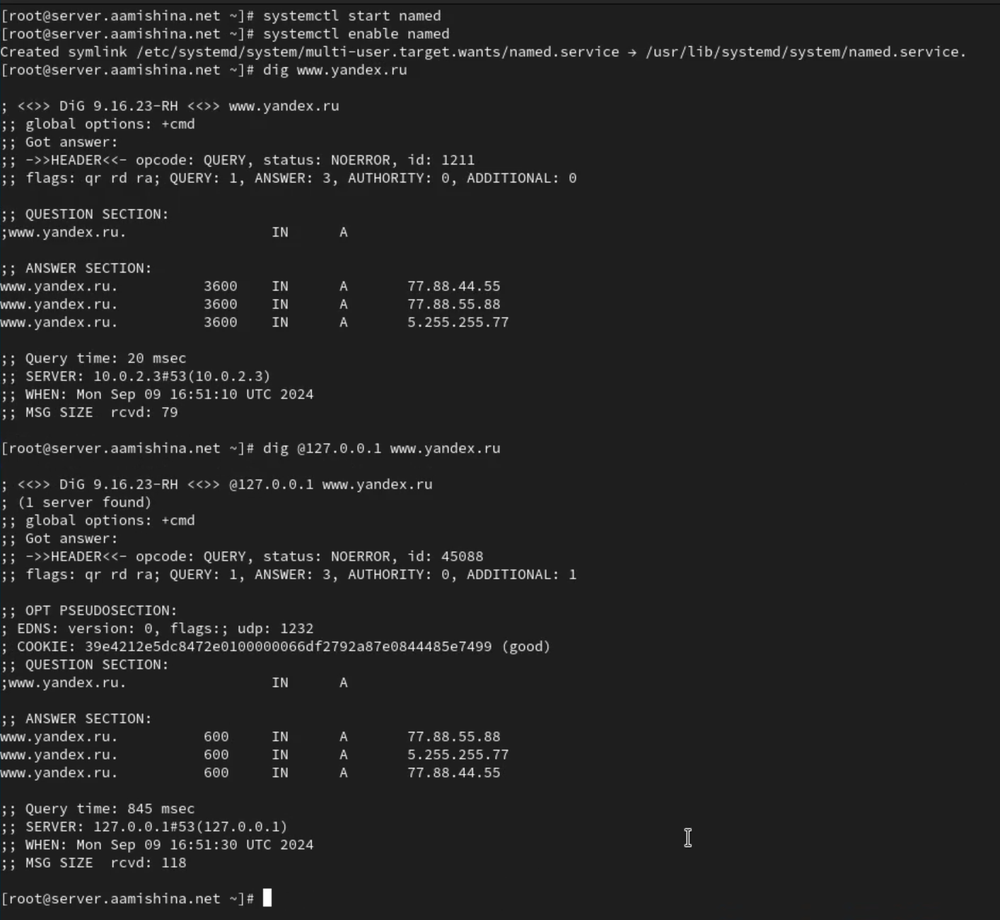 [root@server.aamishina.net ~]# systemctl start named
[root@server.aamishina.net ~]# systemctl enable named
Created symlink /etc/systemd/system/multi-user.target.wants/named.service → /usr/lib/systemd/system/named.service.
[root@server.aamishina.net ~]# dig www.yandex.ru

; <<>> DiG 9.16.23-RH <<>> www.yandex.ru
;; global options: +cmd
;; Got answer:
;; ->>HEADER<<- opcode: QUERY, status: NOERROR, id: 1211
;; flags: qr rd ra; QUERY: 1, ANSWER: 3, AUTHORITY: 0, ADDITIONAL: 0

;; QUESTION SECTION:
;www.yandex.ru.                 IN      A

;; ANSWER SECTION:
www.yandex.ru.          3600    IN      A       77.88.44.55
www.yandex.ru.          3600    IN      A       77.88.55.88
www.yandex.ru.          3600    IN      A       5.255.255.77

;; Query time: 20 msec
;; SERVER: 10.0.2.3#53(10.0.2.3)
;; WHEN: Mon Sep 09 16:51:10 UTC 2024
;; MSG SIZE  rcvd: 79

[root@server.aamishina.net ~]# dig @127.0.0.1 www.yandex.ru

; <<>> DiG 9.16.23-RH <<>> @127.0.0.1 www.yandex.ru
; (1 server found)
;; global options: +cmd
;; Got answer:
;; ->>HEADER<<- opcode: QUERY, status: NOERROR, id: 45088
;; flags: qr rd ra; QUERY: 1, ANSWER: 3, AUTHORITY: 0, ADDITIONAL: 1

;; OPT PSEUDOSECTION:
; EDNS: version: 0, flags:; udp: 1232
; COOKIE: 39e4212e5dc8472e0100000066df2792a87e0844485e7499 (good)
;; QUESTION SECTION:
;www.yandex.ru.                 IN      A

;; ANSWER SECTION:
www.yandex.ru.          600     IN      A       77.88.55.88
www.yandex.ru.          600     IN      A       5.255.255.77
www.yandex.ru.          600     IN      A       77.88.44.55

;; Query time: 845 msec
;; SERVER: 127.0.0.1#53(127.0.0.1)
;; WHEN: Mon Sep 09 16:51:30 UTC 2024
;; MSG SIZE  rcvd: 118

[root@server.aamishina.net ~]#